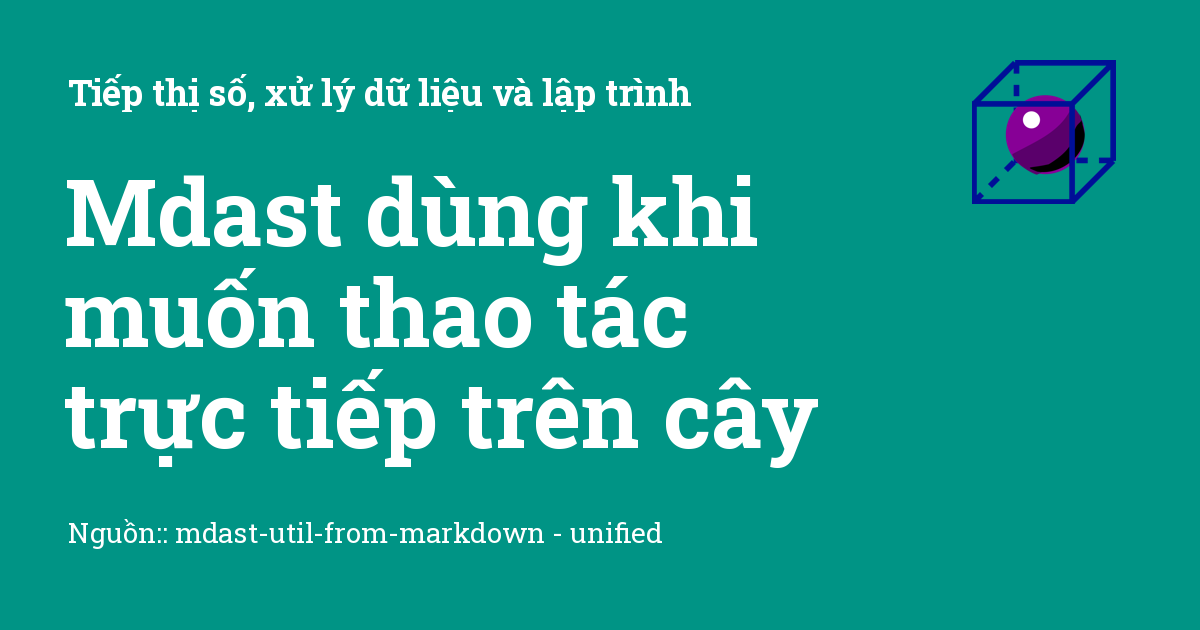 Tiếp thị số, xử lý dữ liệu và lập trình
Mdast dùng khi
muốn thao tác
trực tiếp trên cây
Nguồn:: mdast-util-from-markdown - unified